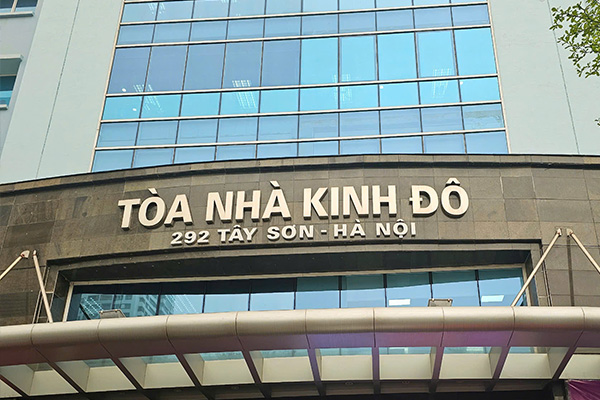 TÒA NHÀ KINH ĐÔ
292 TÂY SƠN - HÀ NỘI